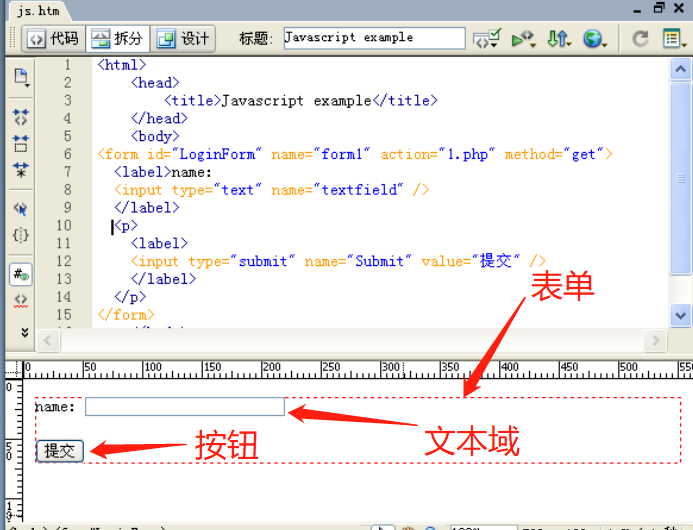 js.htm
代码 拆分 设计 标题: Javascript example
1 <html>
2 <head>
3 <title>Javascript example</title>
4 </head>
5 <body>
6 <form id="LoginForm" name="form1" action="1.php" method="get">
7 <label>name:
8 <input type="text" name="textfield" />
9 </label>
10 <p>
11 <label>
12 <input type="submit" name="Submit" value="提交" />
13 </label>
14 </p>
15 </form>
表单
0 50 100 150 200 250 300 350 400 450 500 550
name:
文本域
提交
按钮